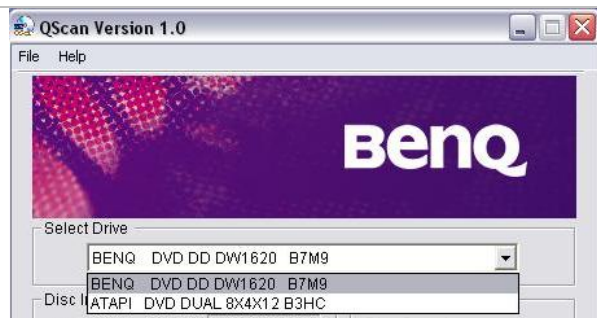 QScan Version 1.0
File Help
BenQ
Select Drive
BENQ DVD DD DW1620 B7M9
BENQ DVD DD DW1620 B7M9
ATAPI DVD DUAL 8X4X12 B3HC
Disc